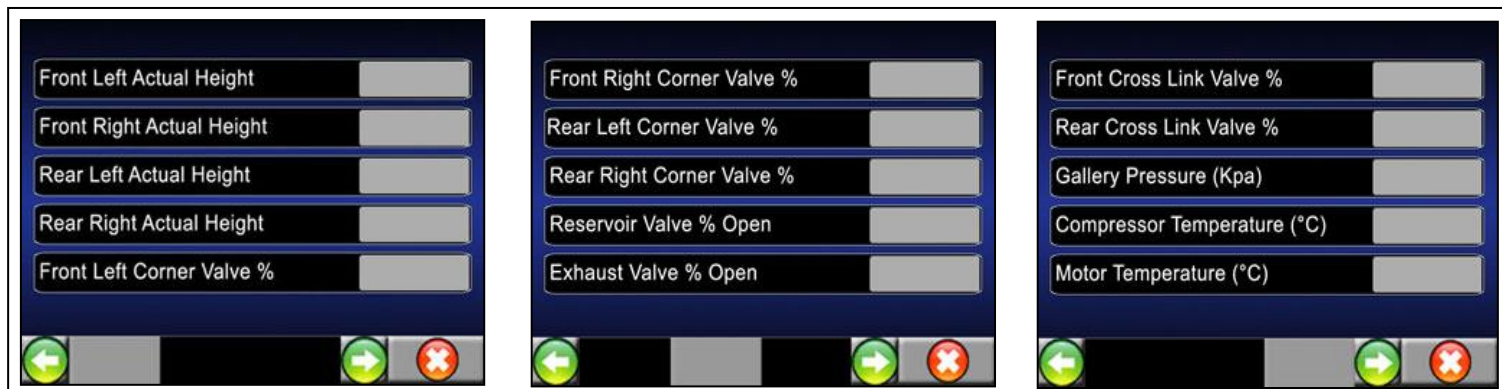 Front Left Actual Height
Front Right Actual Height
Rear Left Actual Height
Rear Right Actual Height
Front Left Corner Valve %
Front Right Corner Valve %
Rear Left Corner Valve %
Rear Right Corner Valve %
Reservoir Valve % Open
Exhaust Valve % Open
Front Cross Link Valve %
Rear Cross Link Valve %
Gallery Pressure (Kpa)
Compressor Temperature (°C)
Motor Temperature (°C)